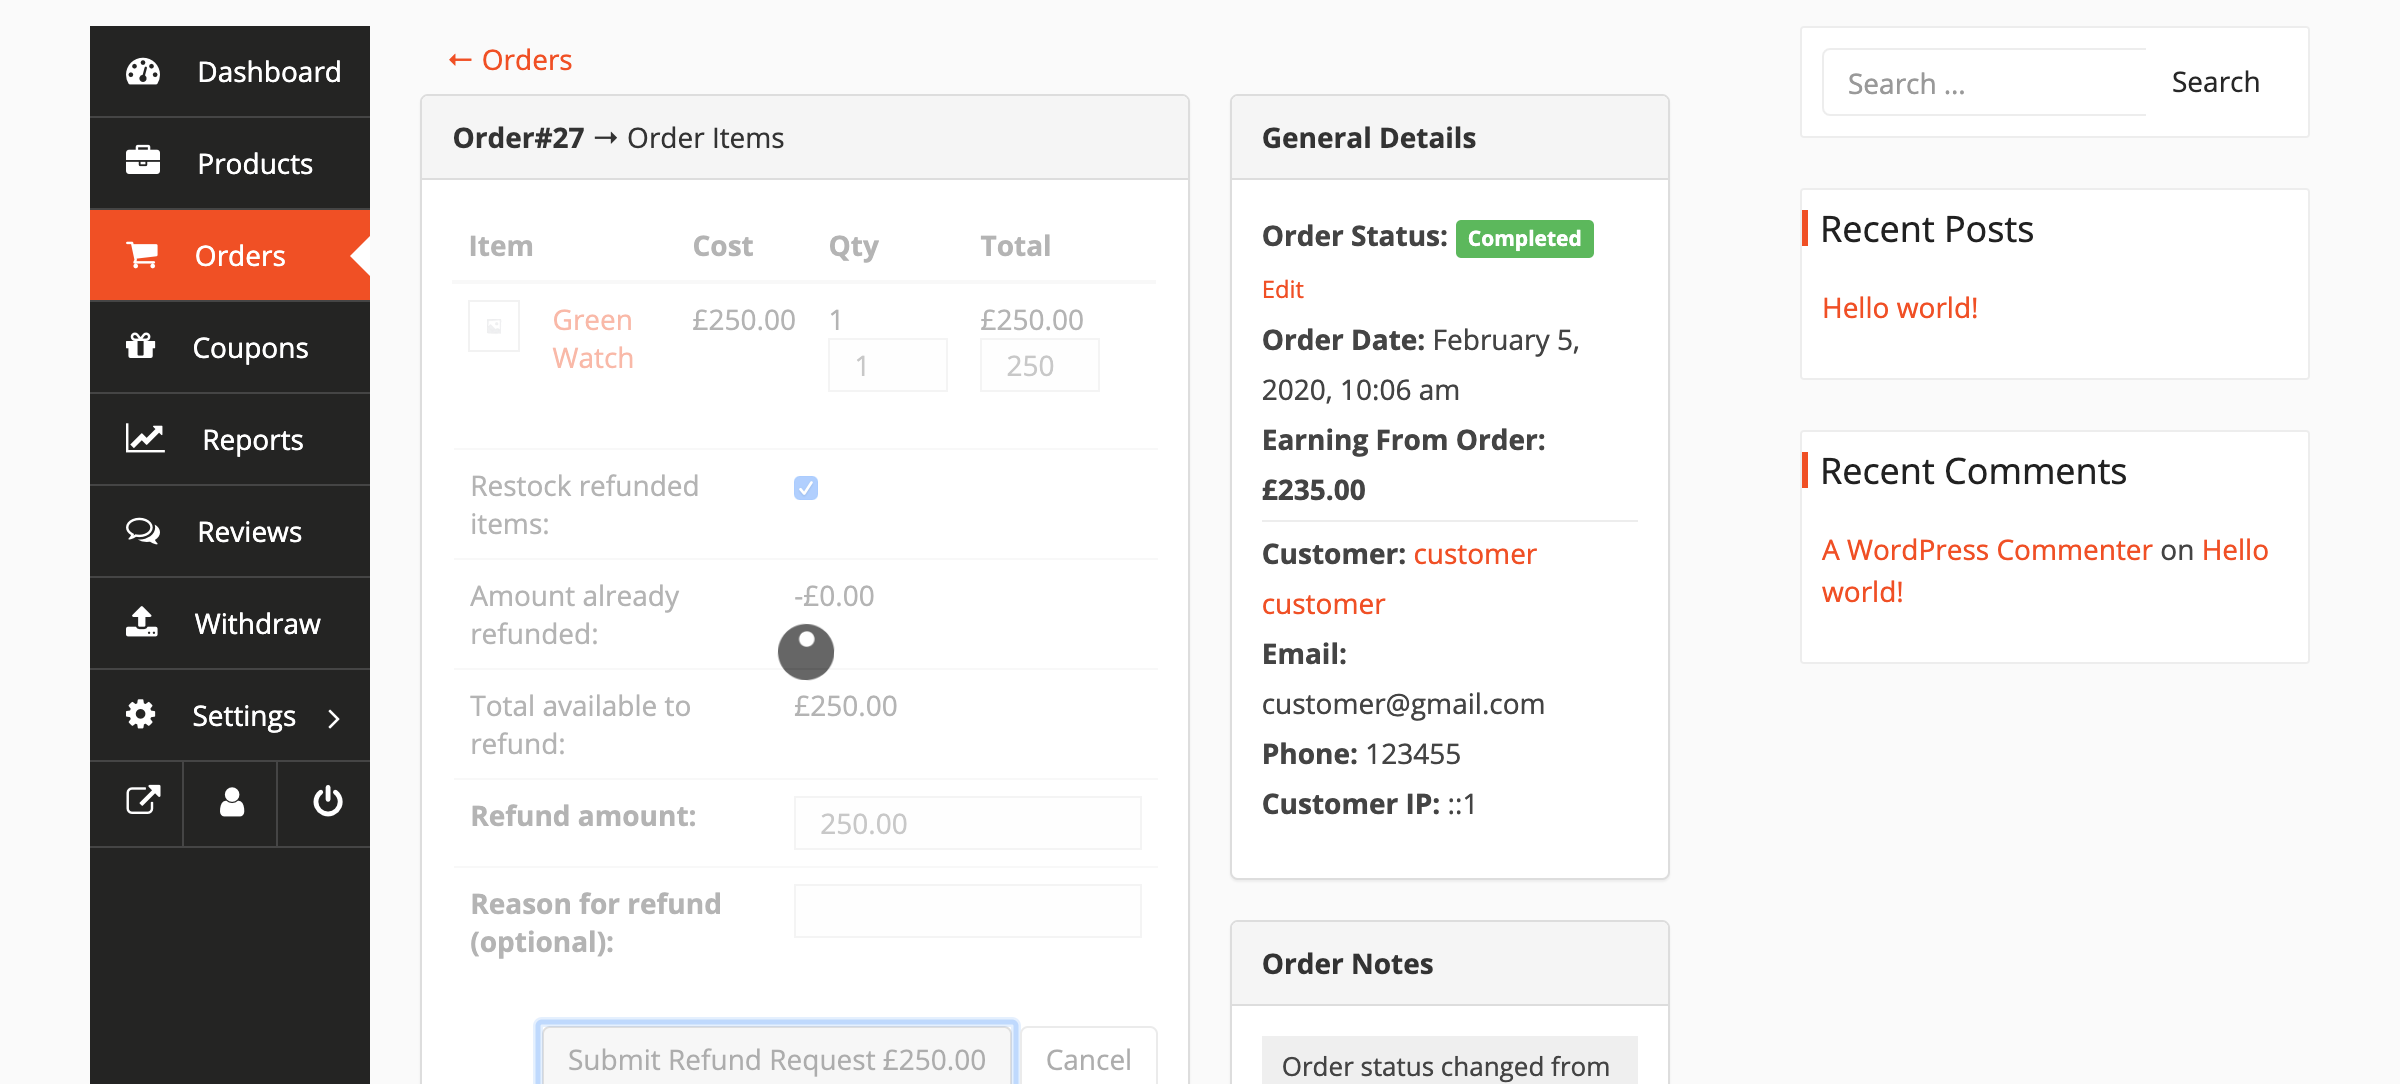 Dashboard
Products
Orders
Coupons
Reports
Reviews
Withdraw
Settings
← Orders
Order#27 → Order Items
Item Cost Qty Total
Green £250.00 1 £250.00
Watch 1 250
Restock refunded
items:
Amount already -£0.00
refunded:
Total available to £250.00
refund:
Refund amount: 250.00
Reason for refund
(optional):
Submit Refund Request £250.00 Cancel
General Details
Order Status: Completed
Edit
Order Date: February 5,
2020, 10:06 am
Earning From Order:
£235.00
Customer: customer
customer
Email:
customer@gmail.com
Phone: 123455
Customer IP: ::1
Order Notes
Order status changed from
Search ... Search
Recent Posts
Hello world!
Recent Comments
A WordPress Commenter on Hello
world!